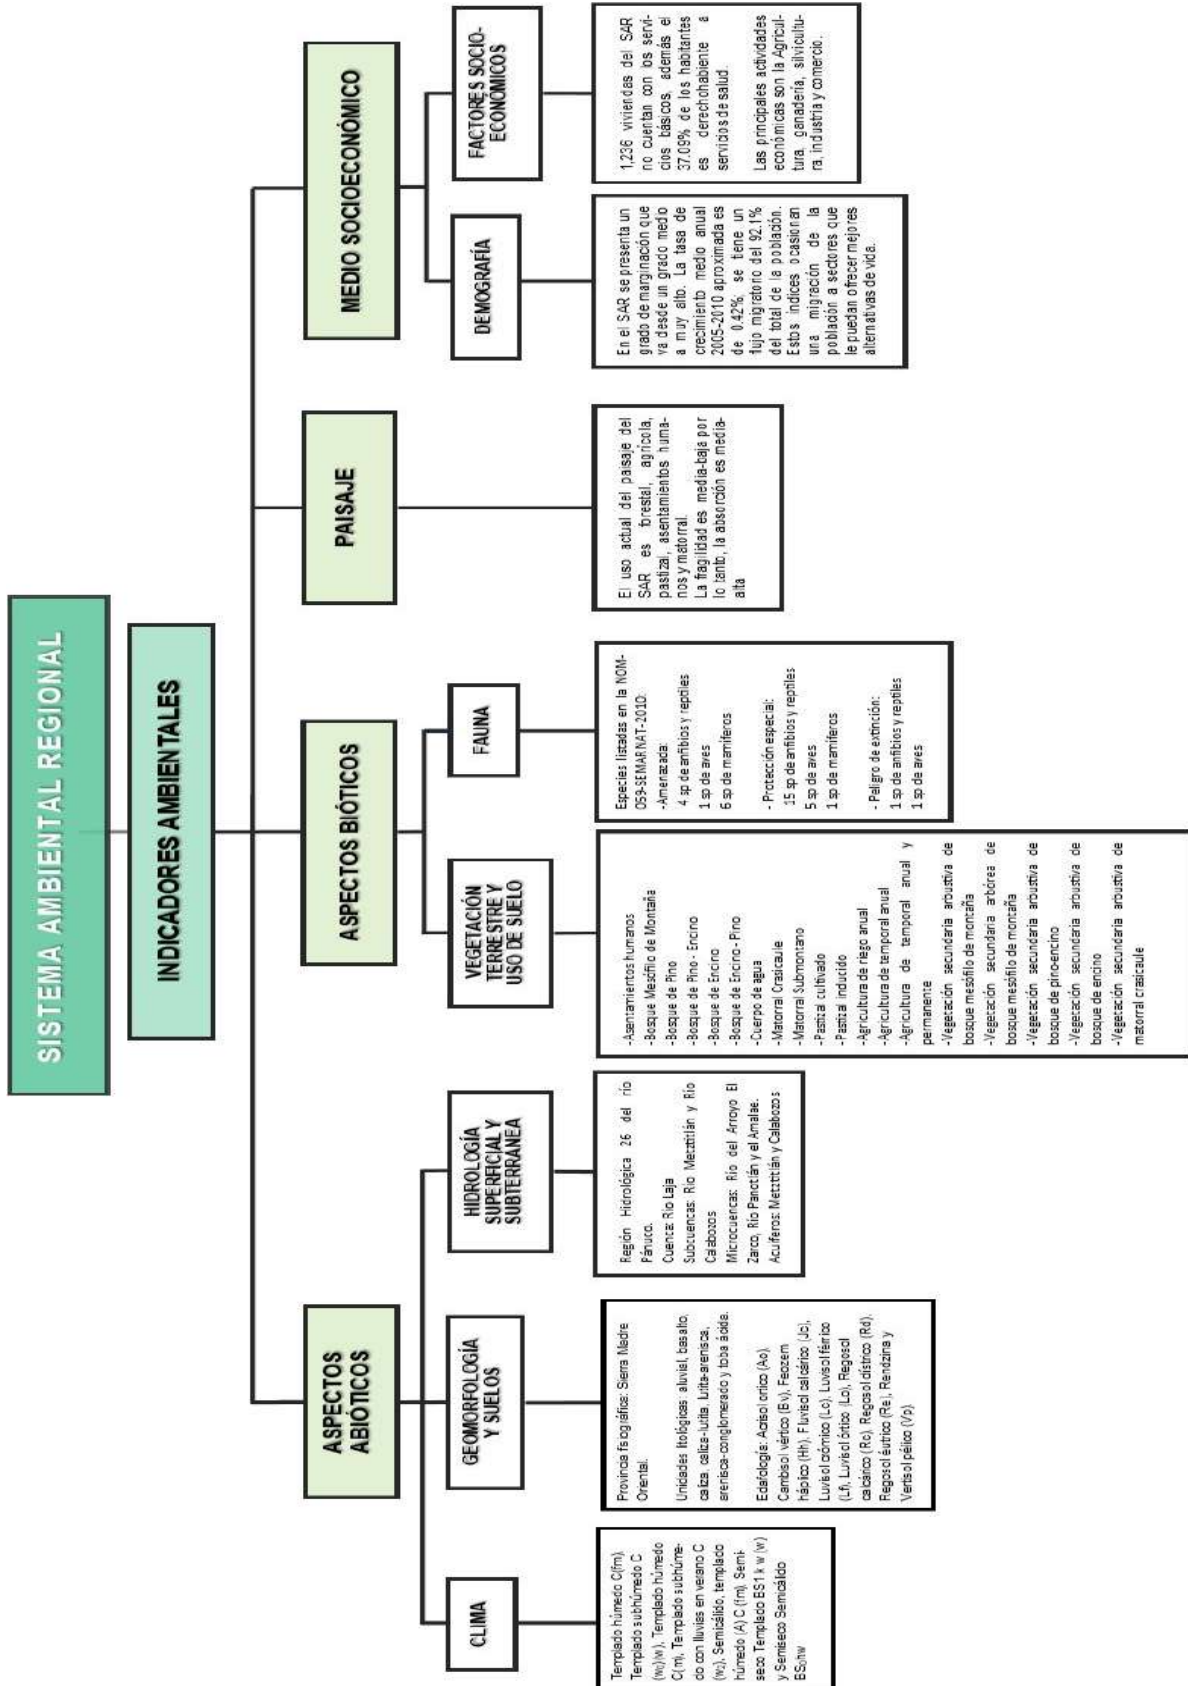 SISTEMA AMBIENTAL REGIONAL
INDICADORES AMBIENTALES
ASPECTOS
ABIÓTICOS
CLIMA
Templado húmedo C(fm),
Templado subhúmedo C
(w₀)(w), Templado húmedo
C(m), Templado subhúme-
do con lluvias en verano C
(w₂), Semicálido, templado
húmedo (A) C (fm), Semi-
seco Templado BS1 k w (w)
y Semiseco Semicálido
BS₀hw
GEOMORFOLOGÍA
Y SUELOS
Provincia fisiográfica: Sierra Madre
Oriental.
Unidades litológicas: aluvial, basalto,
caliza, caliza-lutita, lutita-arenisca,
arenisca-conglomerado y toba ácida.
Edafología: Acrisol ortico (Ao),
Cambisol vértico (Bv), Feozem
háplico (Hh), Fluvisol calcárico (Jc),
Luvisol crómico (Lc), Luvisol férrico
(Lf), Luvisol órtico (Lo), Regosol
calcárico (Rc), Regosol dístrico (Rd),
Regosol éutrico (Re), Rendzina y
Vertisol pélico (Vp).
HIDROLOGÍA
SUPERFICIAL Y
SUBTERRANEA
Región Hidrológica 26 del río
Pánuco.
Cuenca: Rio Laja
Subcuencas: Rio Metztitlán y Río
Calabozos
Microcuencas: Río del Arroyo El
Zarco, Rio Panotlán y el Amalae.
Acuíferos: Metztitlán y Calabozos
ASPECTOS BIÓTICOS
VEGETACIÓN
TERRESTRE Y
USO DE SUELO
-Asentamientos humanos
-Bosque Mesófilo de Montaña
-Bosque de Pino
-Bosque de Pino - Encino
-Bosque de Encino
-Bosque de Encino - Pino
-Cuerpo de agua
-Matorral Crasicaule
-Matorral Submontano
-Pastizal cultivado
-Pastizal inducido
-Agricultura de riego anual
-Agricultura de temporal anual
-Agricultura de temporal anual y
permanente
-Vegetación secundaria arbustiva de
bosque mesófilo de montaña
-Vegetación secundaria arbórea de
bosque mesófilo de montaña
-Vegetación secundaria arbustiva de
bosque de pino-encino
-Vegetación secundaria arbustiva de
bosque de encino
-Vegetación secundaria arbustiva de
matorral crasicaule
FAUNA
Especies listadas en la NOM-
059-SEMARNAT-2010:
-Amenazada:
4 sp de anfibios y reptiles
1 sp de aves
6 sp de mamíferos
- Protección especial:
15 sp de anfibios y reptiles
5 sp de aves
1 sp de mamíferos
- Peligro de extinción:
1 sp de anfibios y reptiles
1 sp de aves
PAISAJE
El uso actual del paisaje del
SAR es forestal, agrícola,
pastizal, asentamientos huma-
nos y matorral.
La fragilidad es media-baja por
lo tanto, la absorción es media-
alta
MEDIO SOCIOECONÓMICO
DEMOGRAFÍA
En el SAR se presenta un
grado de marginación que
va desde un grado medio
a muy alto. La tasa de
crecimiento medio anual
2005-2010 aproximada es
de 0.42%; se tiene un
flujo migratorio del 92.1%
del total de la población.
Estos índices ocasionan
una migración de la
población a sectores que
le puedan ofrecer mejores
alternativas de vida.
FACTORES SOCIO-
ECONÓMICOS
1,236 viviendas del SAR
no cuentan con los servi-
cios básicos, además el
37.09% de los habitantes
es derechohabiente a
servicios de salud.
Las principales actividades
económicas son la Agricul-
tura, ganadería, silvicultu-
ra, industria y comercio.